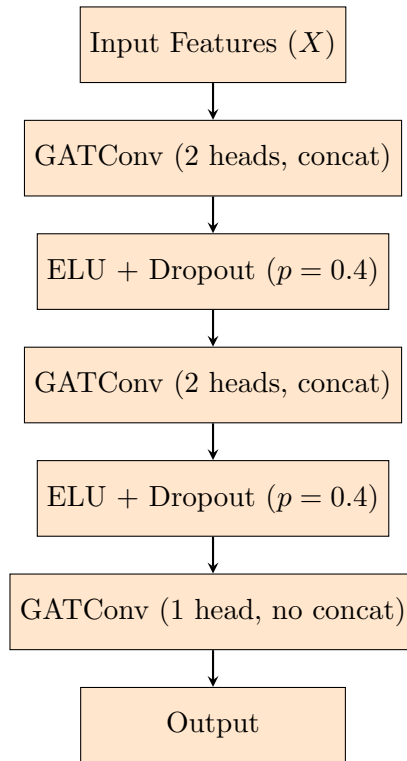 Input Features (X)
GATConv (2 heads, concat)
ELU + Dropout (p = 0.4)
GATConv (2 heads, concat)
ELU + Dropout (p = 0.4)
GATConv (1 head, no concat)
Output